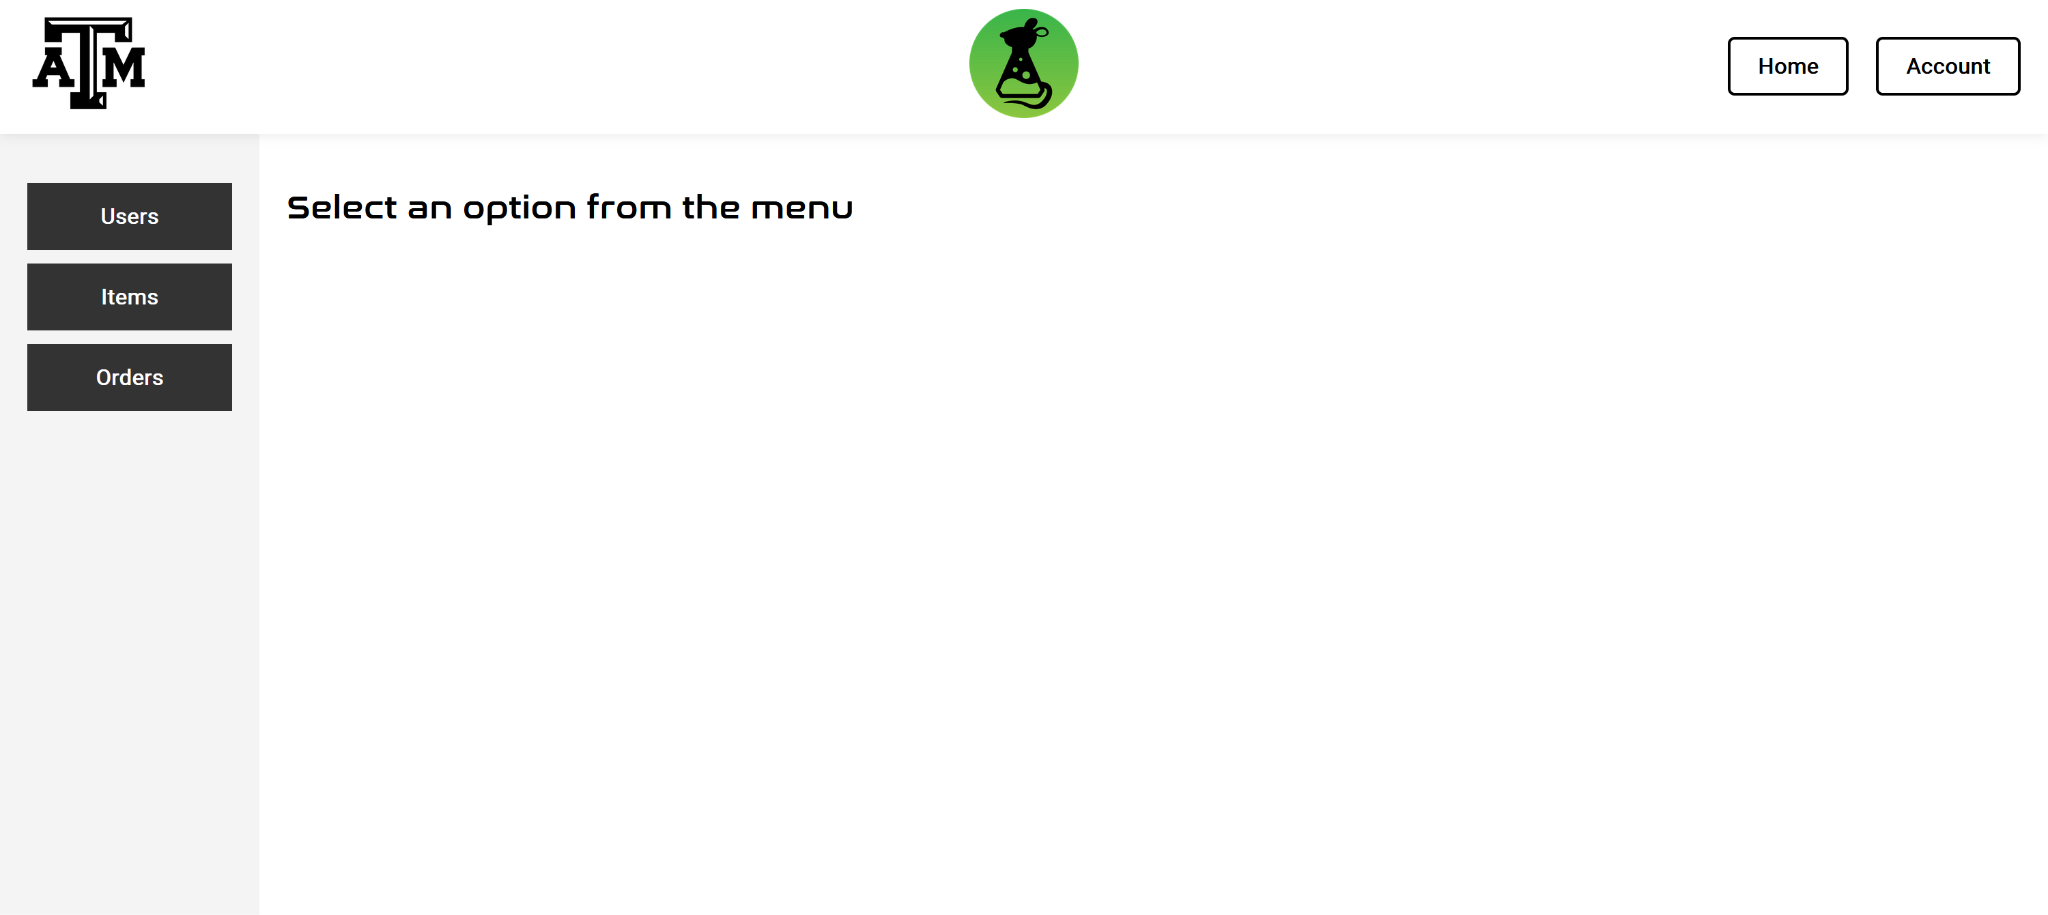 ATM
Home
Account
Users
Items
Orders
Select an option from the menu